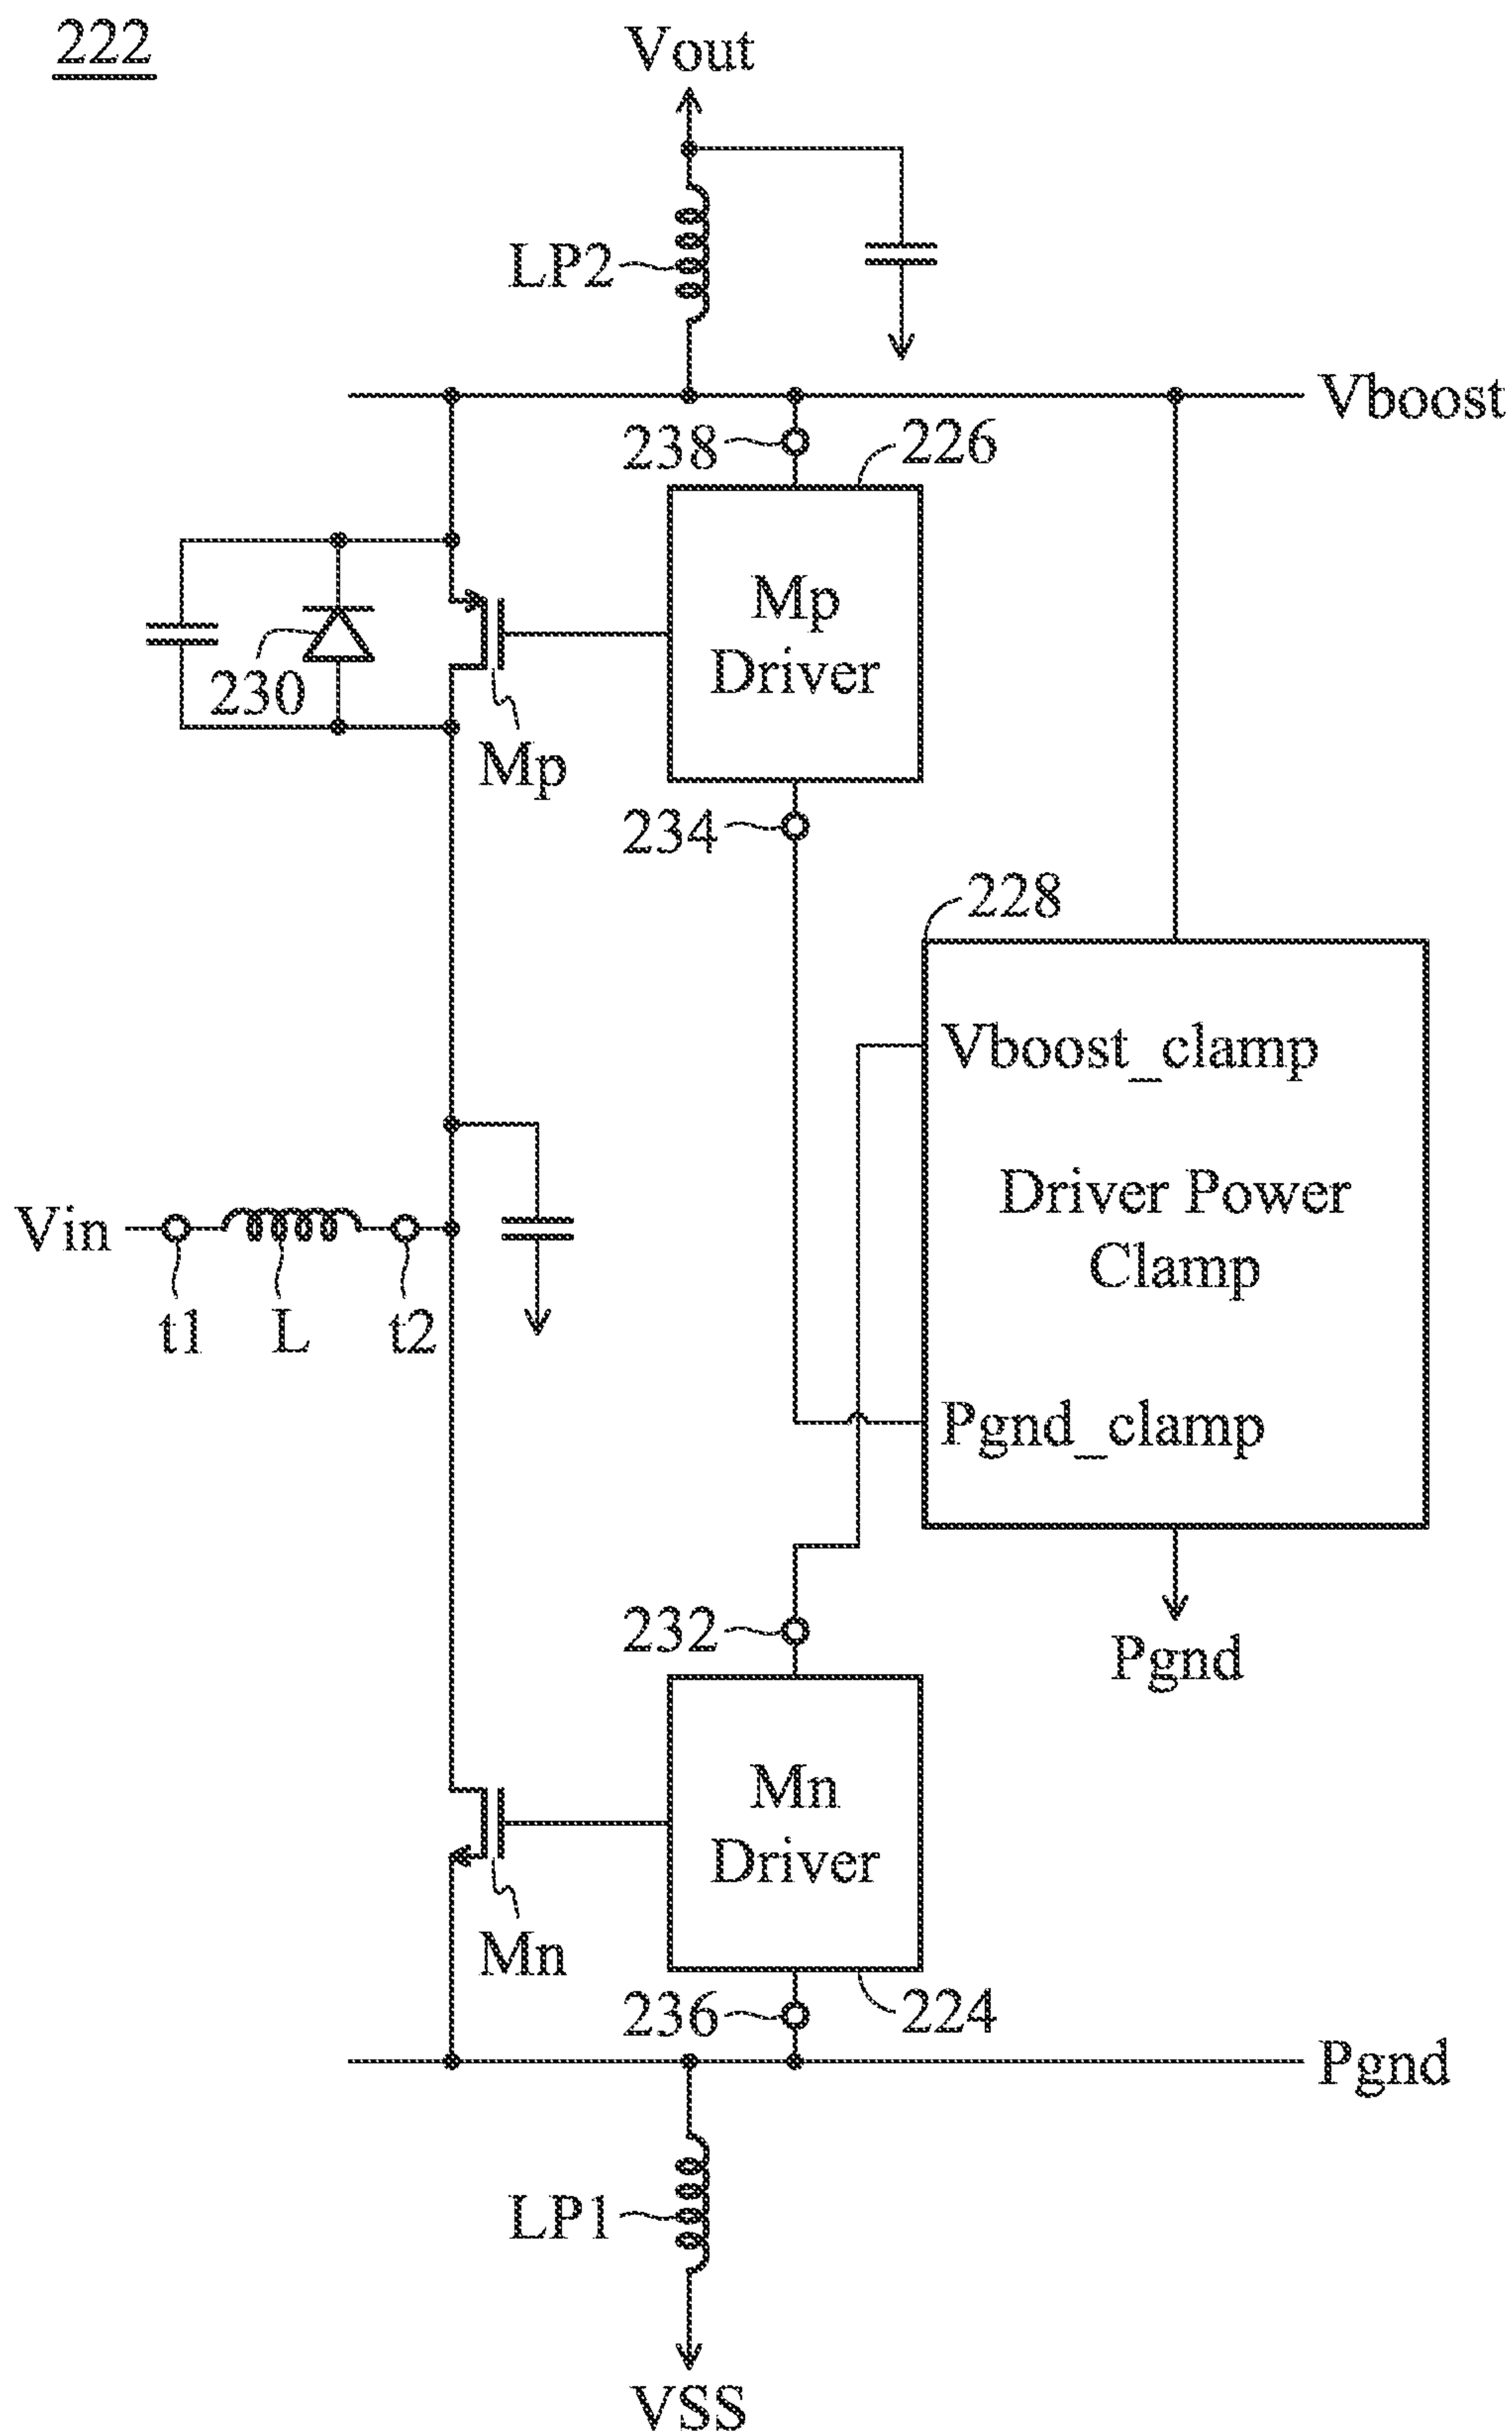 222
Vout
LP2
Vboost
238
226
Mp
Driver
230
Mp
234
228
Vboost_clamp
Driver Power
Clamp
Vin
t1
L
t2
Pgnd_clamp
232
Pgnd
Mn
Driver
Mn
236
224
Pgnd
LP1
VSS